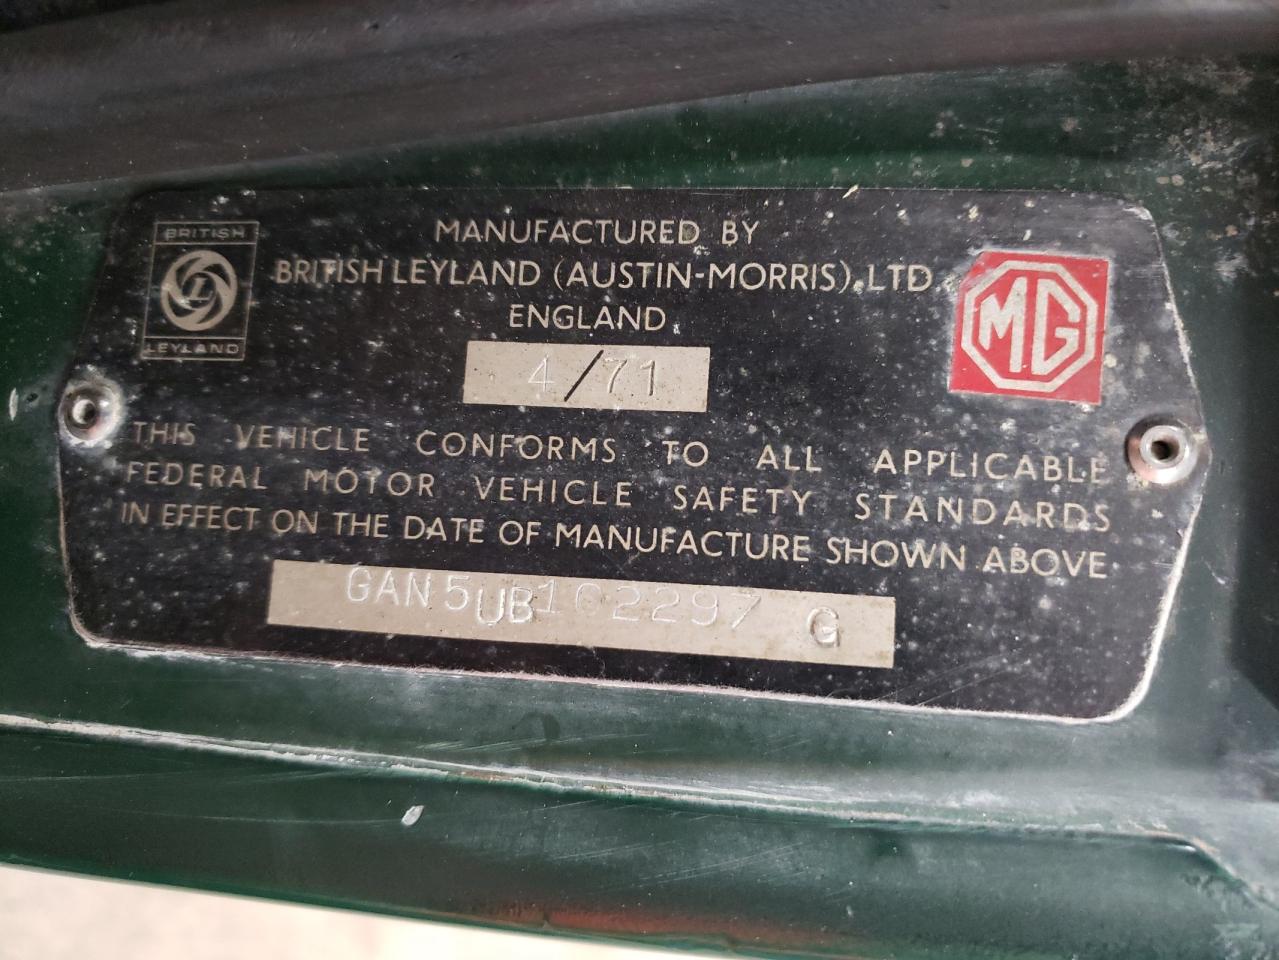 BRITISH
LEYLAND
MANUFACTURED BY
BRITISH LEYLAND (AUSTIN-MORRIS) LTD.
ENGLAND.
MG
4/71
THIS VEHICLE CONFORMS TO ALL APPLICABLE
FEDERAL MOTOR VEHICLE SAFETY STANDARDS
IN EFFECT ON THE DATE OF MANUFACTURE SHOWN ABOVE
GAN5UB102297 G